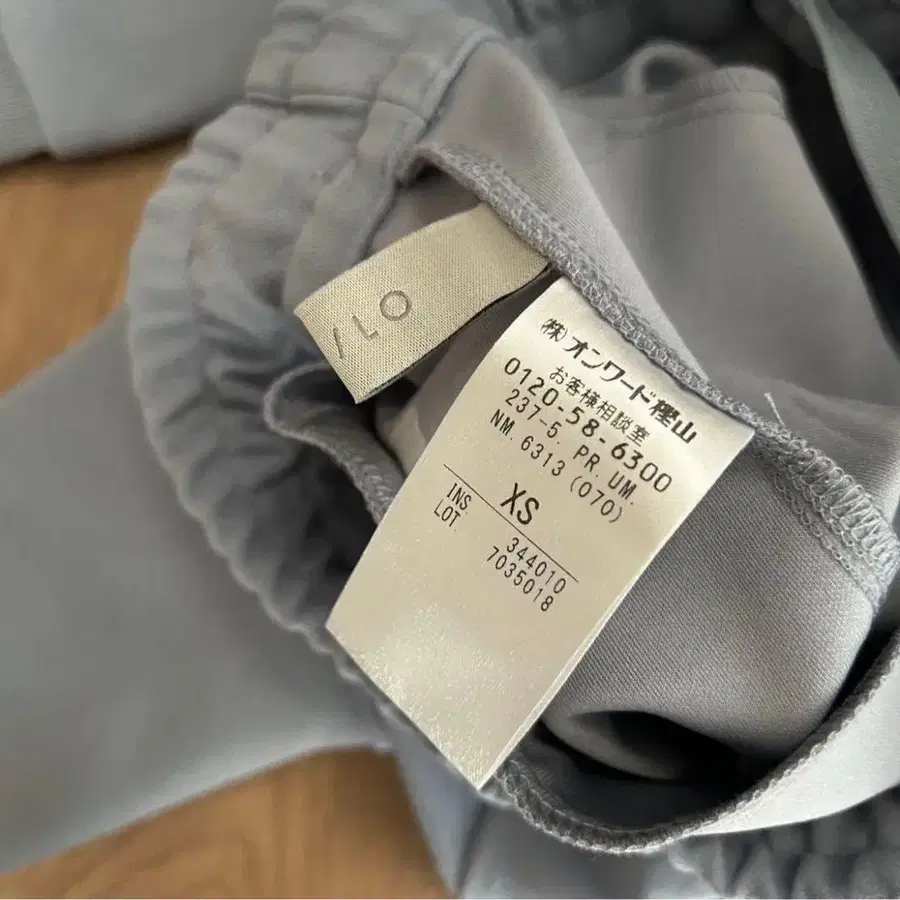 /LO
(株)オンワード樫山
お客様相談室
0120-58-6300
237-5. PR. UM.
NM. 6313 (070)
XS
INS. 344010
LOT. 7035018